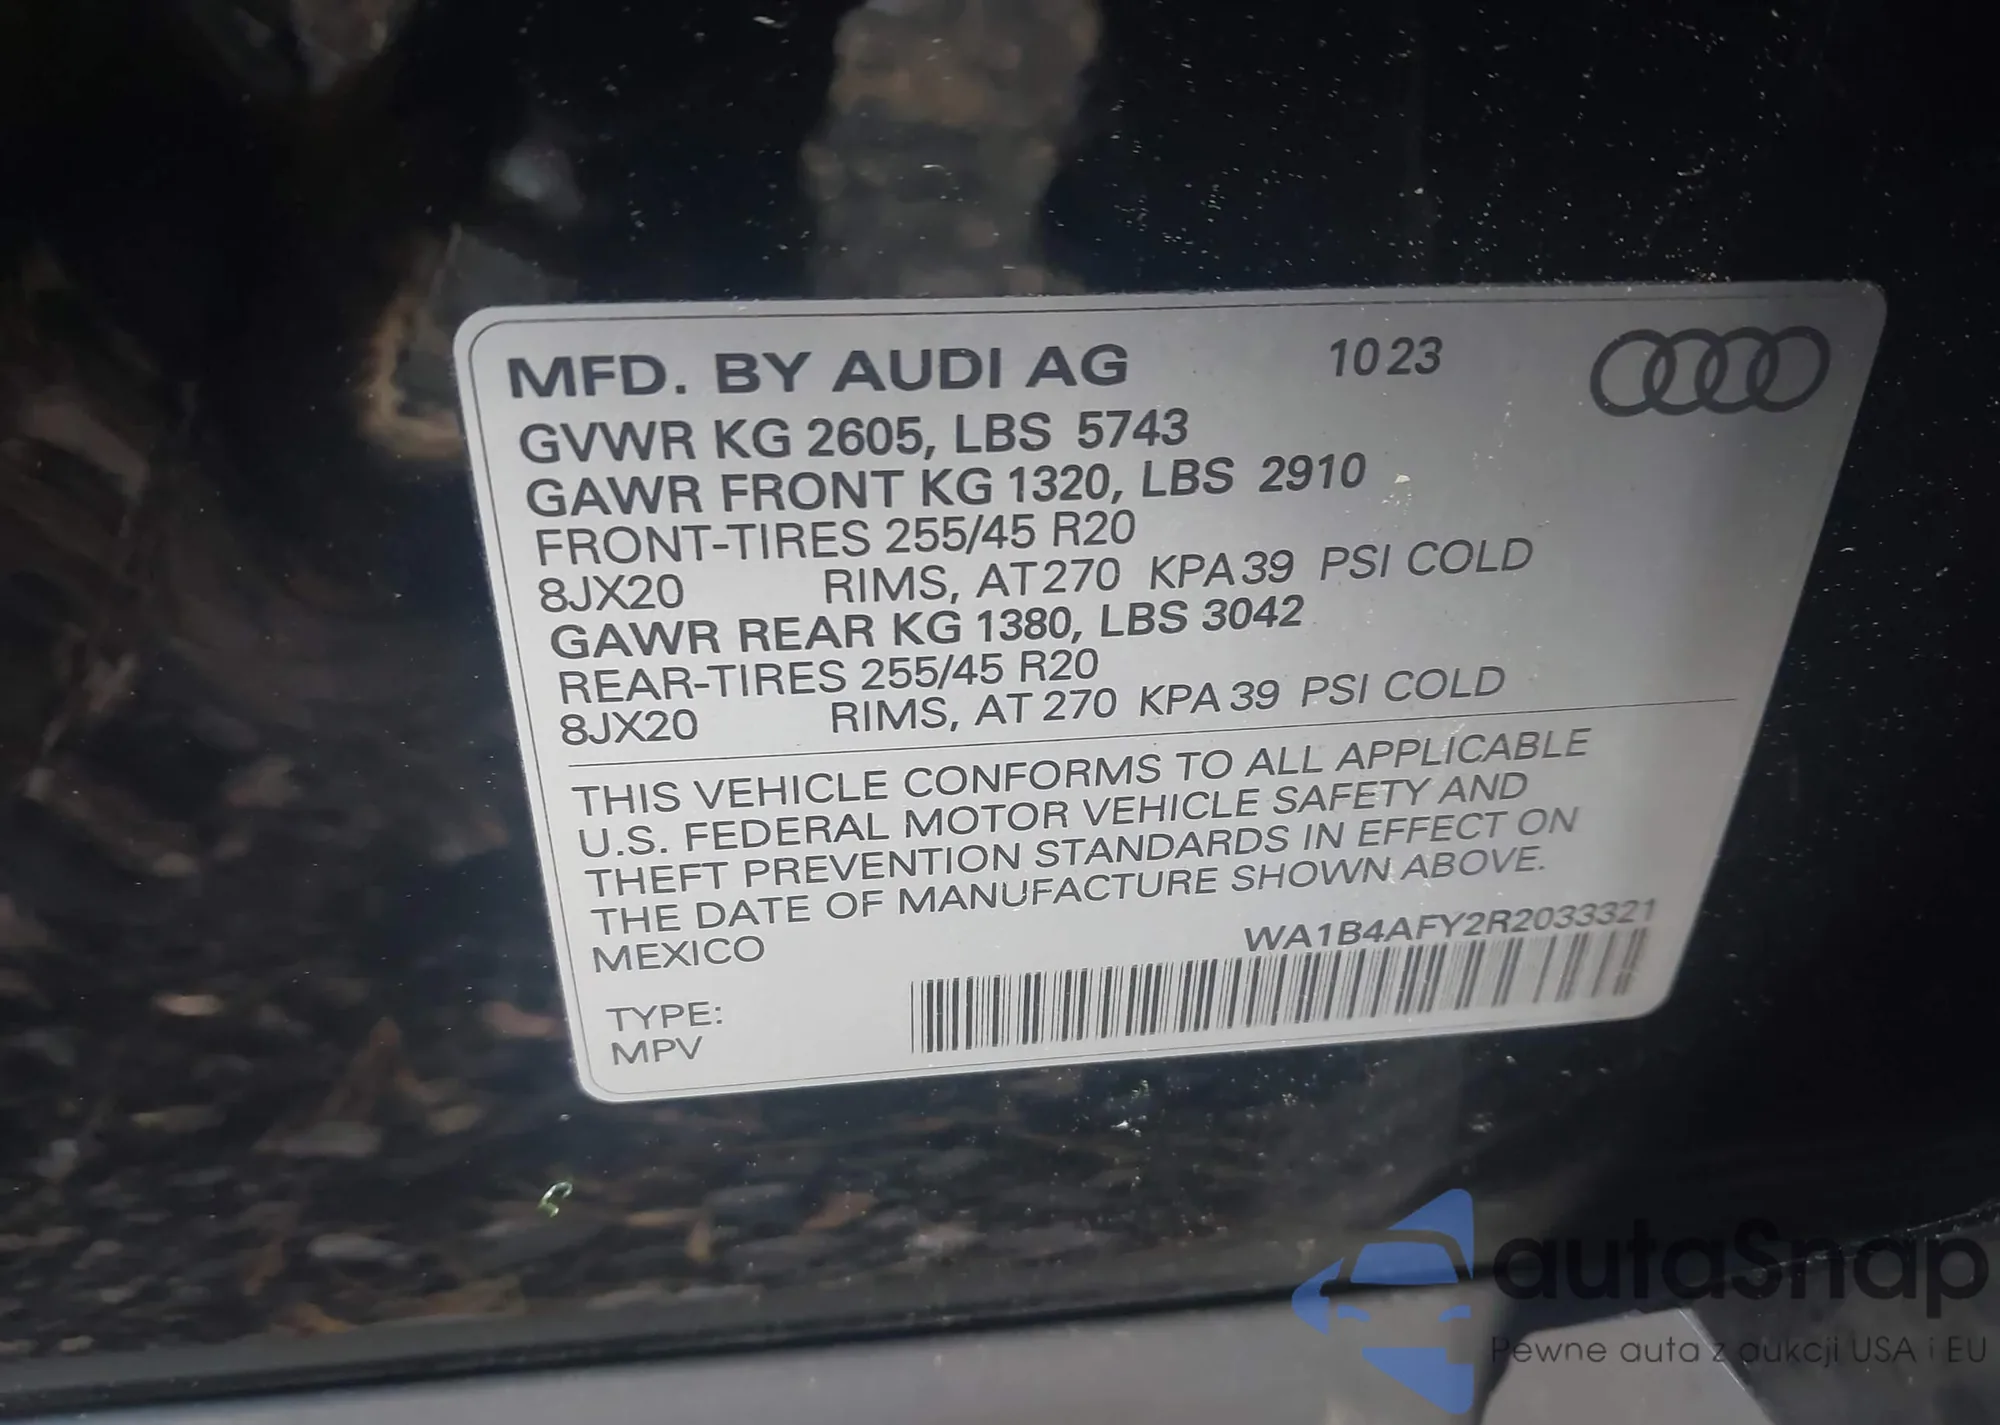 MFD. BY AUDI AG 10 23
GVWR KG 2605, LBS 5743
GAWR FRONT KG 1320, LBS 2910
FRONT-TIRES 255/45 R20
8JX20 RIMS, AT 270 KPA 39 PSI COLD
GAWR REAR KG 1380, LBS 3042
REAR-TIRES 255/45 R20
8JX20 RIMS, AT 270 KPA 39 PSI COLD
THIS VEHICLE CONFORMS TO ALL APPLICABLE
U.S. FEDERAL MOTOR VEHICLE SAFETY AND
THEFT PREVENTION STANDARDS IN EFFECT ON
THE DATE OF MANUFACTURE SHOWN ABOVE.
MEXICO WA1B4AFY2R2033321
TYPE:
MPV
autaSnap
Pewne auta z aukcji USA i EU